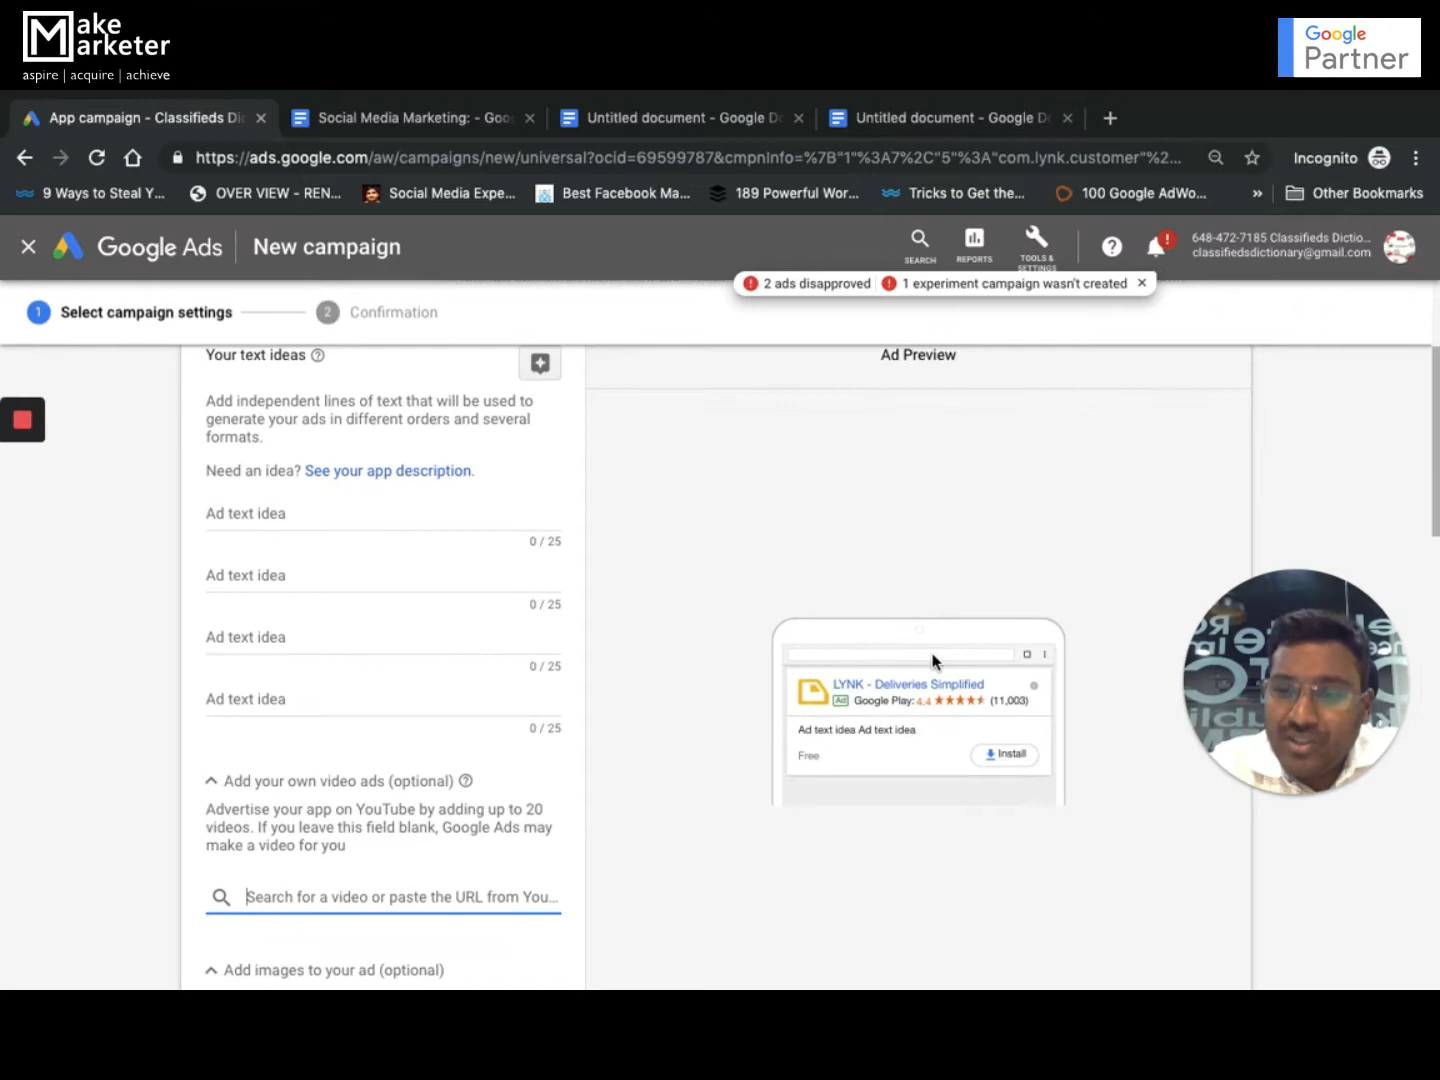 Make
Marketer
aspire | acquire | achieve
Google
Partner
App campaign - Classifieds Di
Social Media Marketing: - Goo
Untitled document - Google D
Untitled document - Google D
https://ads.google.com/aw/campaigns/new/universal?ocid=69599787&cmpnInfo=%7B"1"%3A7%2C"5"%3A"com.lynk.customer"%2...
Incognito
9 Ways to Steal Y...
OVER VIEW - REN...
Social Media Expe...
Best Facebook Ma...
189 Powerful Wor...
Tricks to Get the...
100 Google AdWo...
»
Other Bookmarks
Google Ads
New campaign
SEARCH
REPORTS
TOOLS &
SETTINGS
648-472-7185 Classifieds Dictio...
classifiedsdictionary@gmail.com
2 ads disapproved
1 experiment campaign wasn't created
1 Select campaign settings
2 Confirmation
Your text ideas
Ad Preview
Add independent lines of text that will be used to
generate your ads in different orders and several
formats.
Need an idea? See your app description.
Ad text idea
0 / 25
Ad text idea
0 / 25
Ad text idea
0 / 25
Ad text idea
0 / 25
LYNK - Deliveries Simplified
Ad Google Play: 4.4 (11,003)
Ad text idea Ad text idea
Free
Install
Add your own video ads (optional)
Advertise your app on YouTube by adding up to 20
videos. If you leave this field blank, Google Ads may
make a video for you
Search for a video or paste the URL from You...
Add images to your ad (optional)